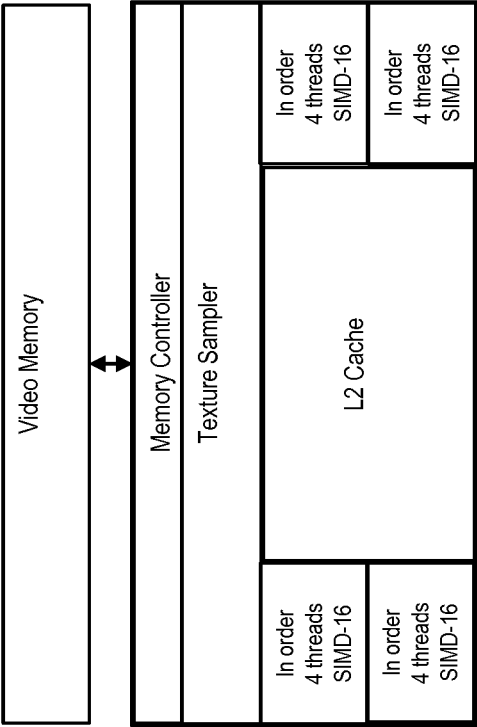 Video Memory
Memory Controller
Texture Sampler
In order
4 threads
SIMD-16
In order
4 threads
SIMD-16
L2 Cache
In order
4 threads
SIMD-16
In order
4 threads
SIMD-16